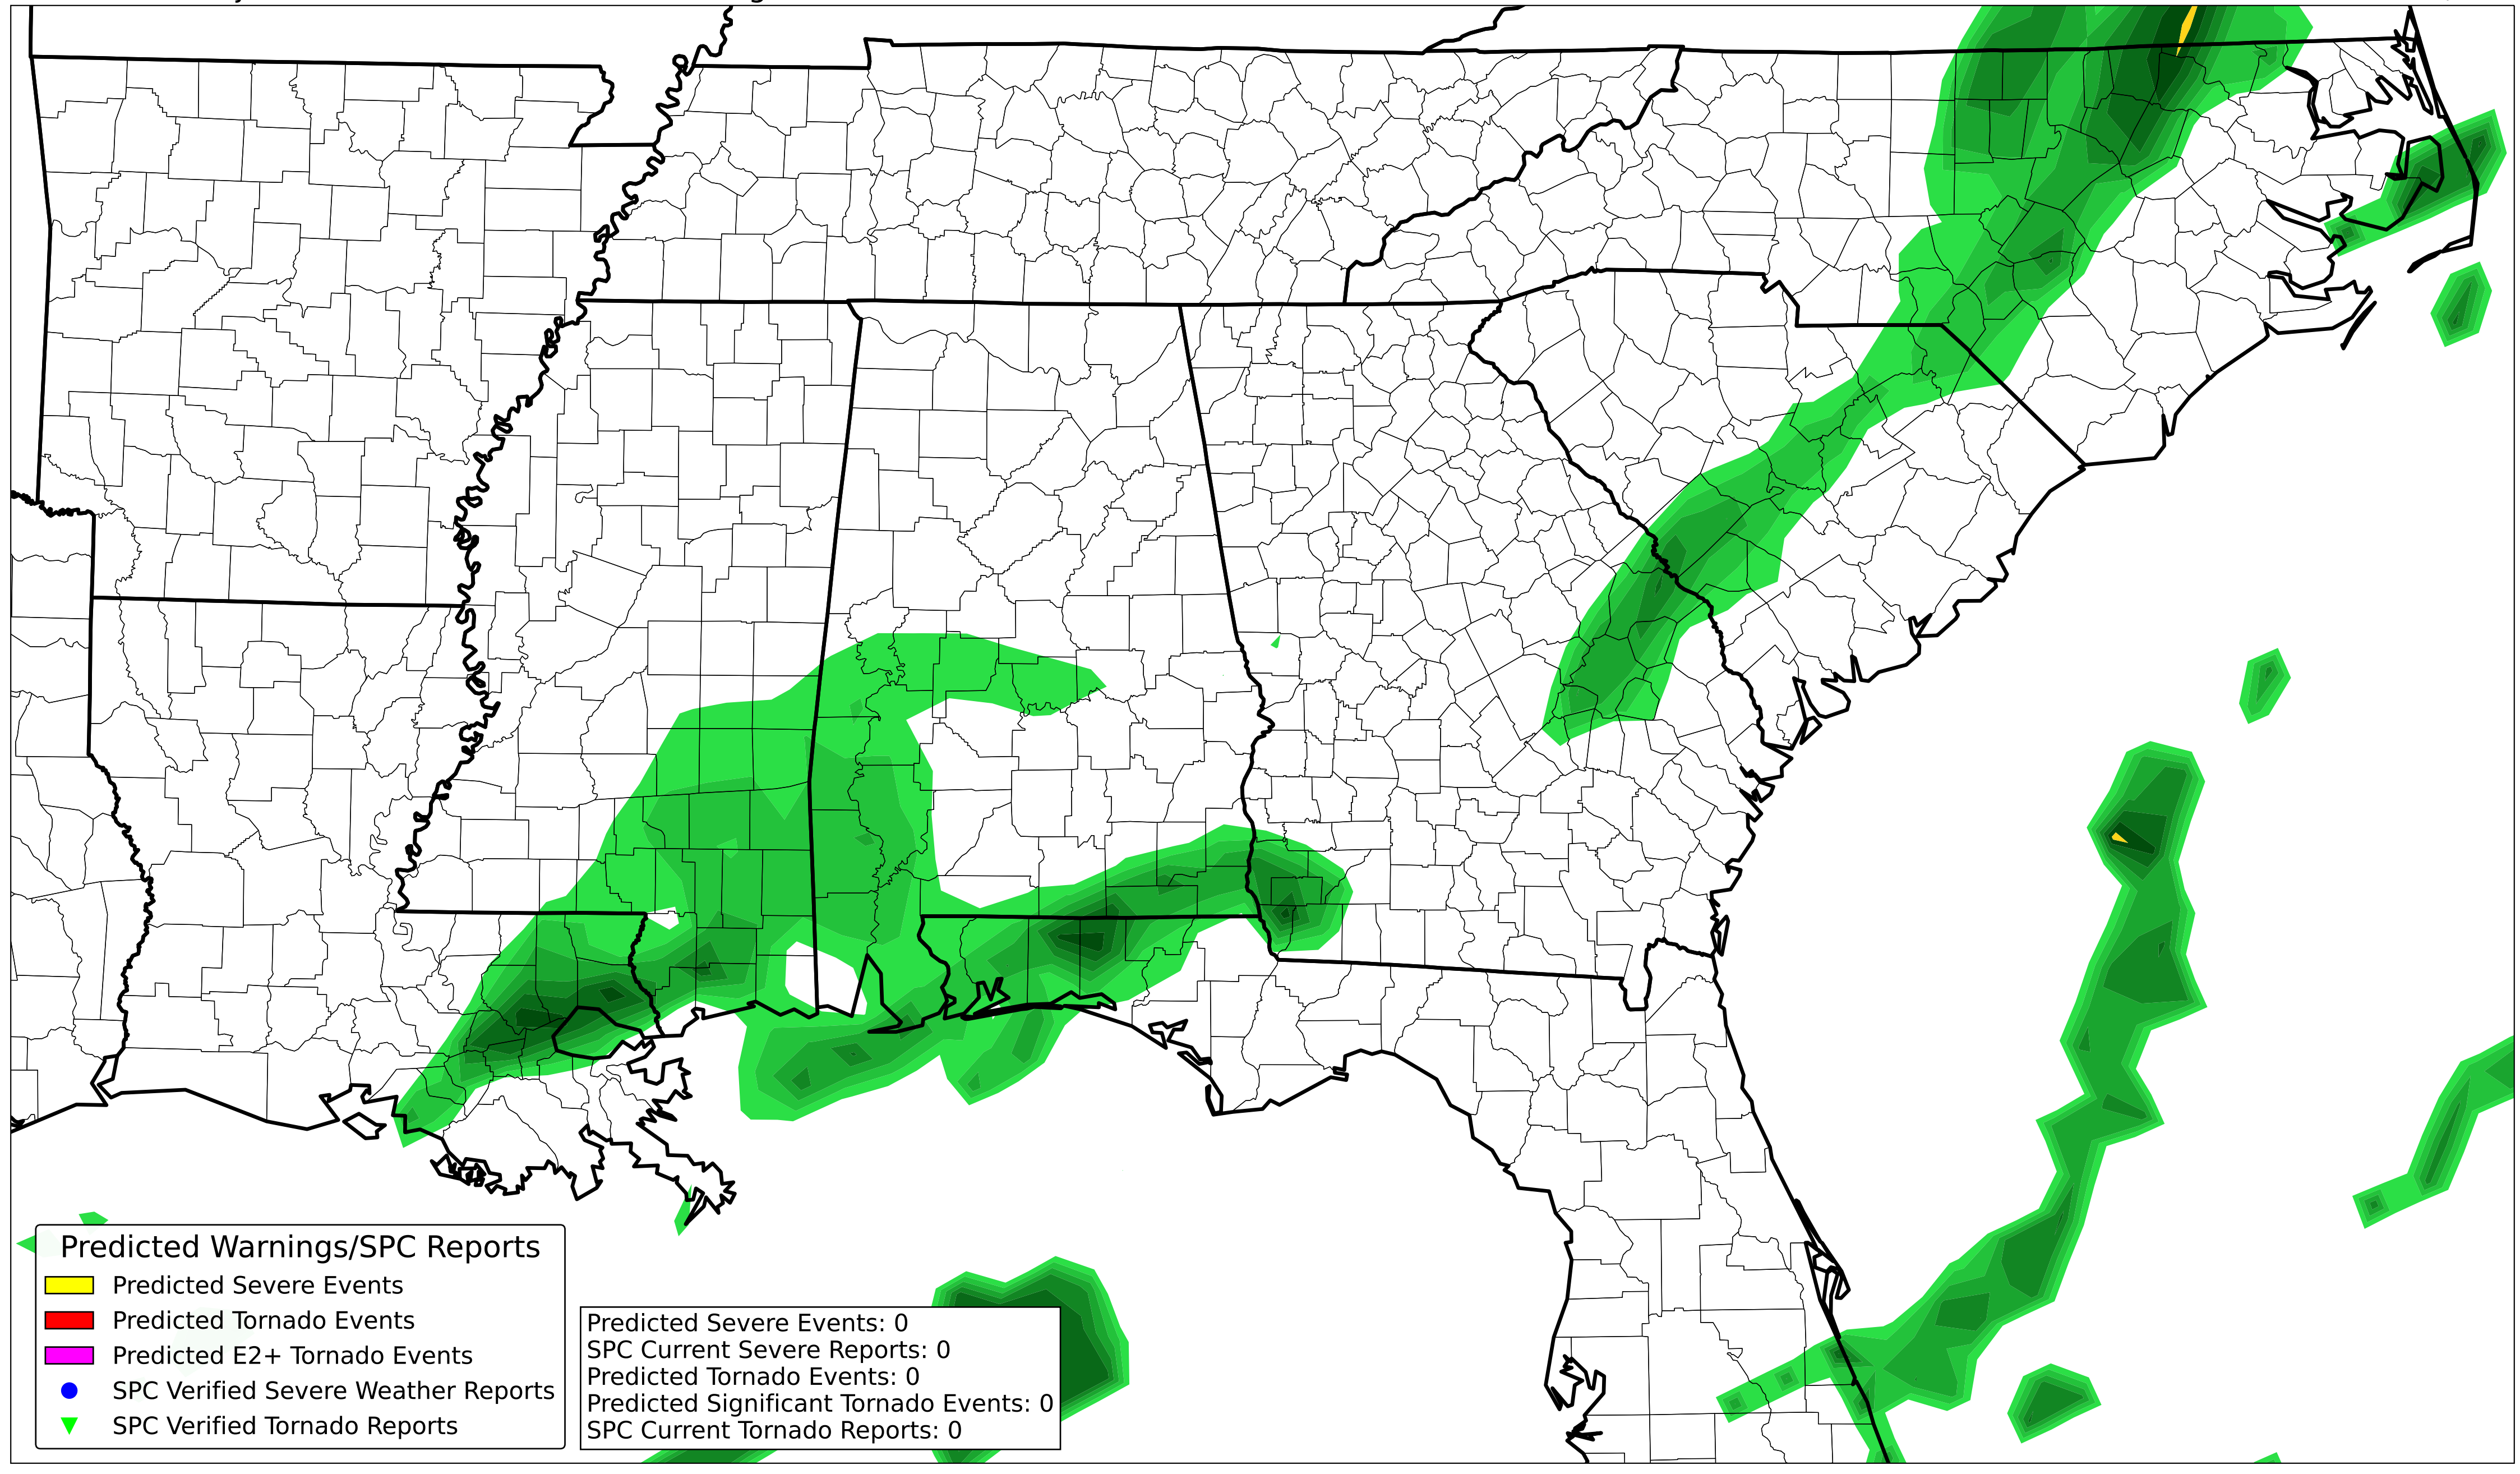 Predicted Warnings/SPC Reports
Predicted Severe Events
Predicted Tornado Events
Predicted E2+ Tornado Events
SPC Verified Severe Weather Reports
SPC Verified Tornado Reports
Predicted Severe Events: 0
SPC Current Severe Reports: 0
Predicted Tornado Events: 0
Predicted Significant Tornado Events: 0
SPC Current Tornado Reports: 0